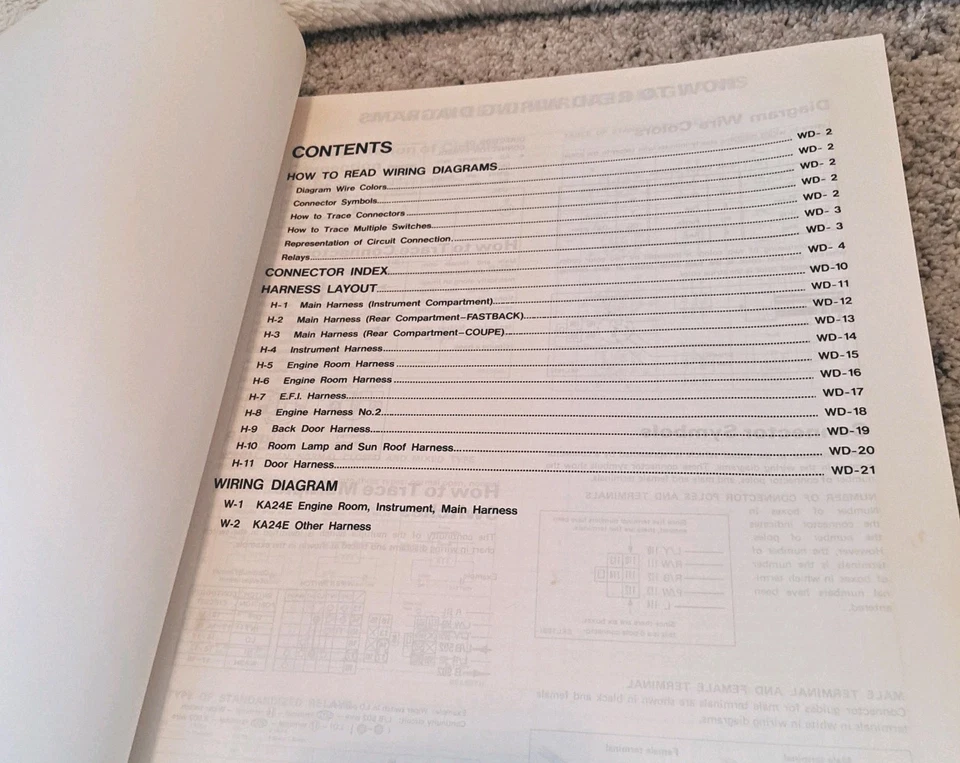 CONTENTS
HOW TO READ WIRING DIAGRAMS WD- 2
Diagram Wire Colors WD- 2
Connector Symbols WD- 2
How to Trace Connectors WD- 2
How to Trace Multiple Switches WD- 2
Representation of Circuit Connection WD- 3
Relays WD- 3
CONNECTOR INDEX WD- 4
HARNESS LAYOUT WD-10
H-1 Main Harness (Instrument Compartment) WD-11
H-2 Main Harness (Rear Compartment-FASTBACK) WD-12
H-3 Main Harness (Rear Compartment-COUPE) WD-13
H-4 Instrument Harness WD-14
H-5 Engine Room Harness WD-15
H-6 Engine Room Harness WD-16
H-7 E.F.I. Harness WD-17
H-8 Engine Harness No.2 WD-18
H-9 Back Door Harness WD-19
H-10 Room Lamp and Sun Roof Harness WD-20
H-11 Door Harness WD-21
WIRING DIAGRAM
W-1 KA24E Engine Room, Instrument, Main Harness
W-2 KA24E Other Harness